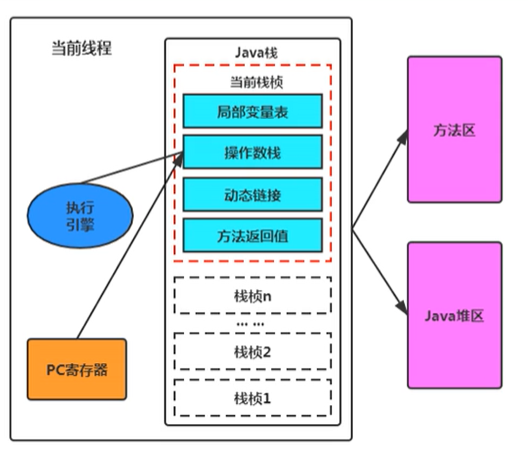 当前线程
Java栈
当前栈桢
局部变量表
操作数栈
动态链接
方法返回值
执行
引擎
PC寄存器
栈桢n
... ...
栈桢2
栈桢1
方法区
Java堆区